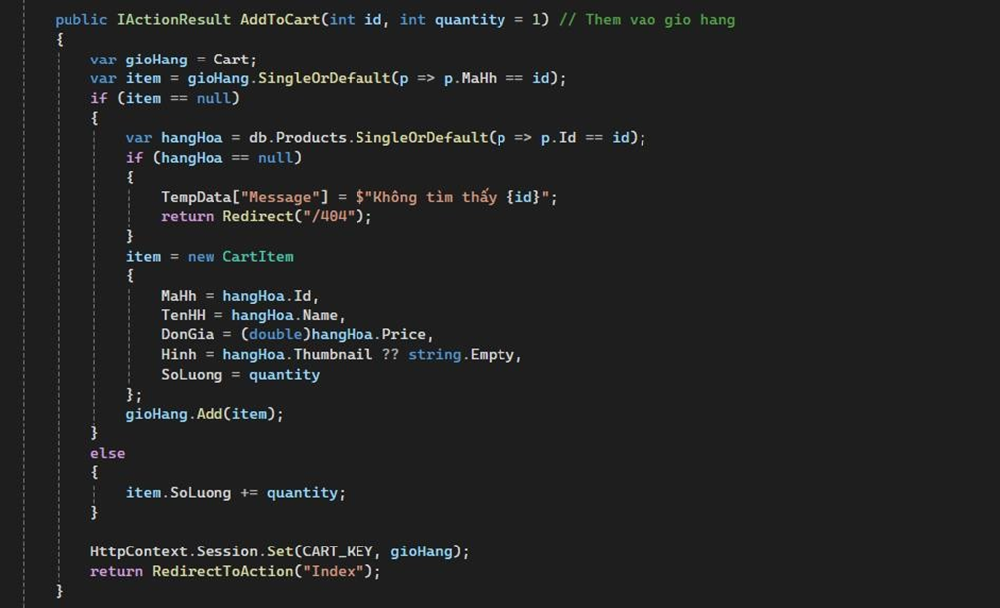 public IActionResult AddToCart(int id, int quantity = 1) // Them vao gio hang
{
var gioHang = Cart;
var item = gioHang.SingleOrDefault(p => p.MaHh == id);
if (item == null)
{
var hangHoa = db.Products.SingleOrDefault(p => p.Id == id);
if (hangHoa == null)
{
TempData["Message"] = $"Không tìm thấy {id}";
return Redirect("/404");
}
item = new CartItem
{
MaHh = hangHoa.Id,
TenHH = hangHoa.Name,
DonGia = (double)hangHoa.Price,
Hinh = hangHoa.Thumbnail ?? string.Empty,
SoLuong = quantity
};
gioHang.Add(item);
}
else
{
item.SoLuong += quantity;
}
HttpContext.Session.Set(CART_KEY, gioHang);
return RedirectToAction("Index");
}